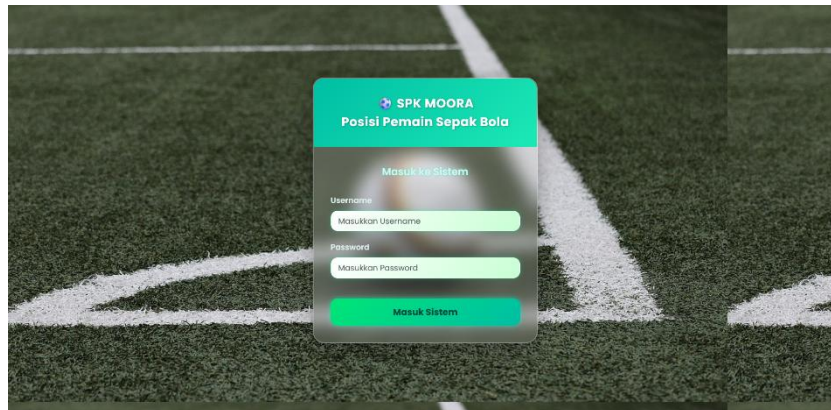 SPK MOORA
Posisi Pemain Sepak Bola
Masuk ke Sistem
Username
Masukkan Username
Password
Masukkan Password
Masuk Sistem